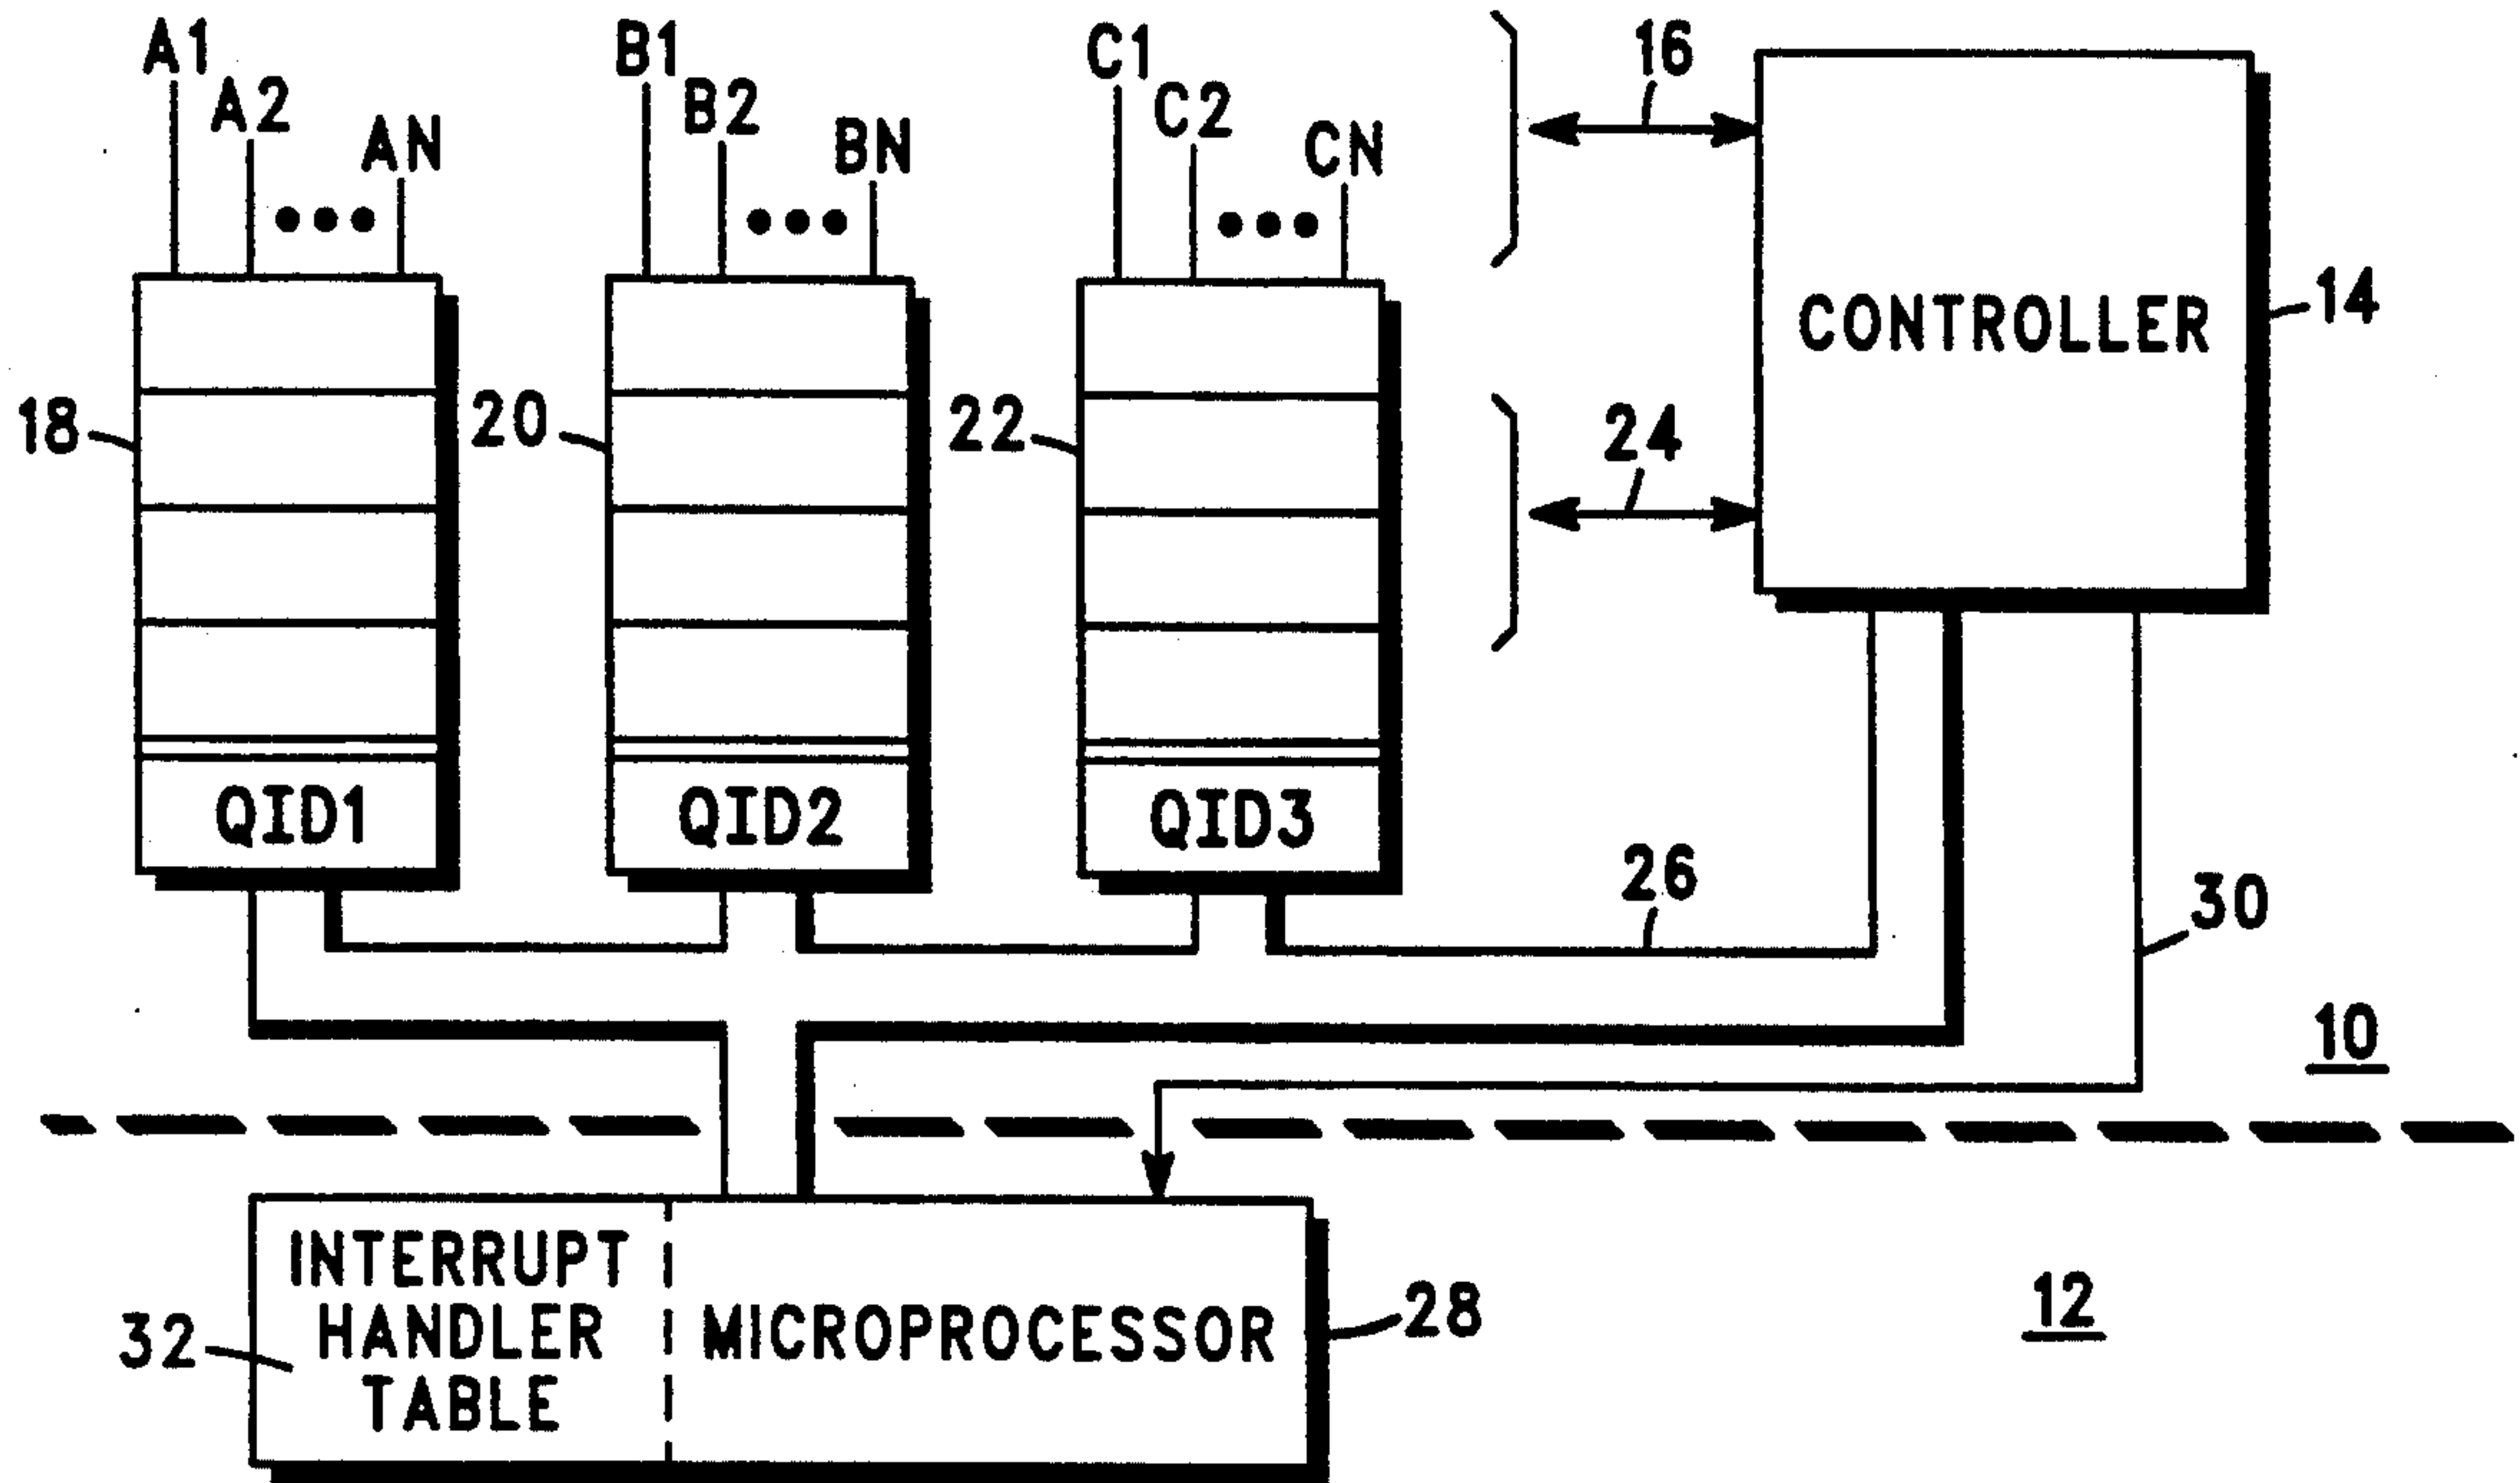 A1
A2
AN
B1
B2
BN
C1
C2
CN
16
CONTROLLER
14
18
20
22
24
QID1
QID2
QID3
26
30
10
INTERRUPT
HANDLER
TABLE
MICROPROCESSOR
32
28
12